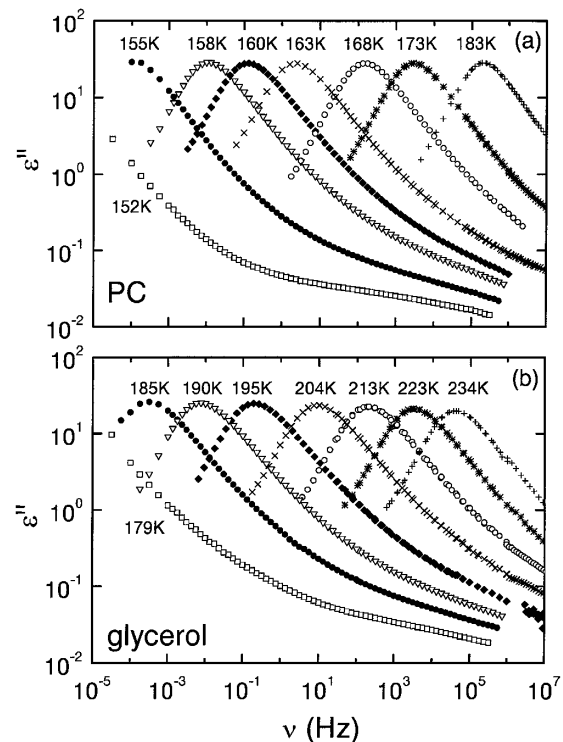 (a)
155K 158K 160K 163K 168K 173K 183K
10²
10¹
10⁰
10⁻¹
10⁻²
ε''
152K
PC
(b)
185K 190K 195K 204K 213K 223K 234K
10²
10¹
10⁰
10⁻¹
10⁻²
ε''
179K
glycerol
10⁻⁵ 10⁻³ 10⁻¹ 10¹ 10³ 10⁵ 10⁷
ν (Hz)